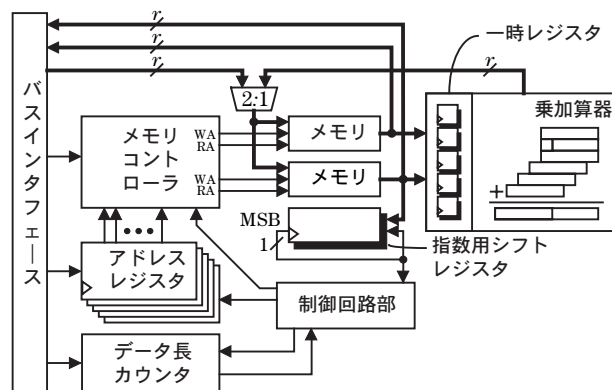 r
r
r
r
一時レジスタ
バスインタフェース
2:1
乗加算器
メモリ
コント
ローラ
WA
RA
WA
RA
メモリ
メモリ
+
MSB
1
指数用シフト
レジスタ
アドレス
レジスタ
制御回路部
データ長
カウンタ